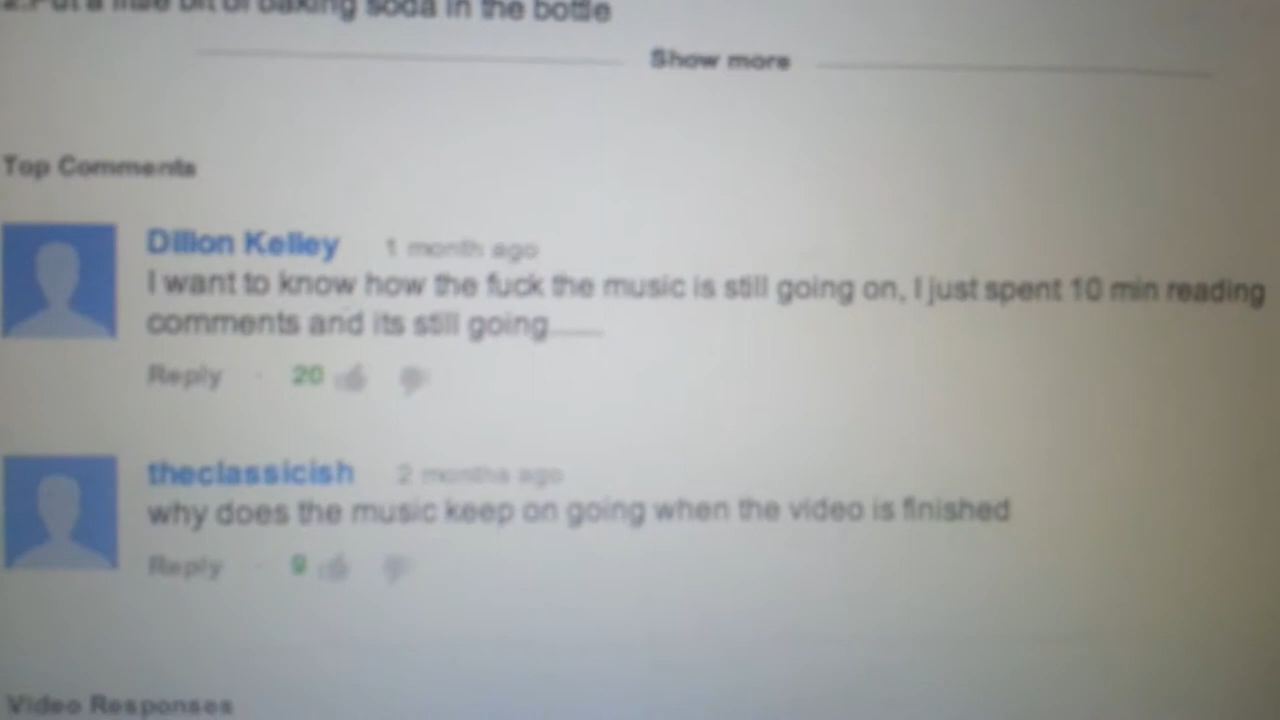 2.Put a little bit of baking soda in the bottle
Show more
Top Comments
Dillon Kelley 1 month ago
I want to know how the fuck the music is still going on, I just spent 10 min reading
comments and its still going......
Reply · 20
theclassicish 2 months ago
why does the music keep on going when the video is finished
Reply · 9
Video Responses